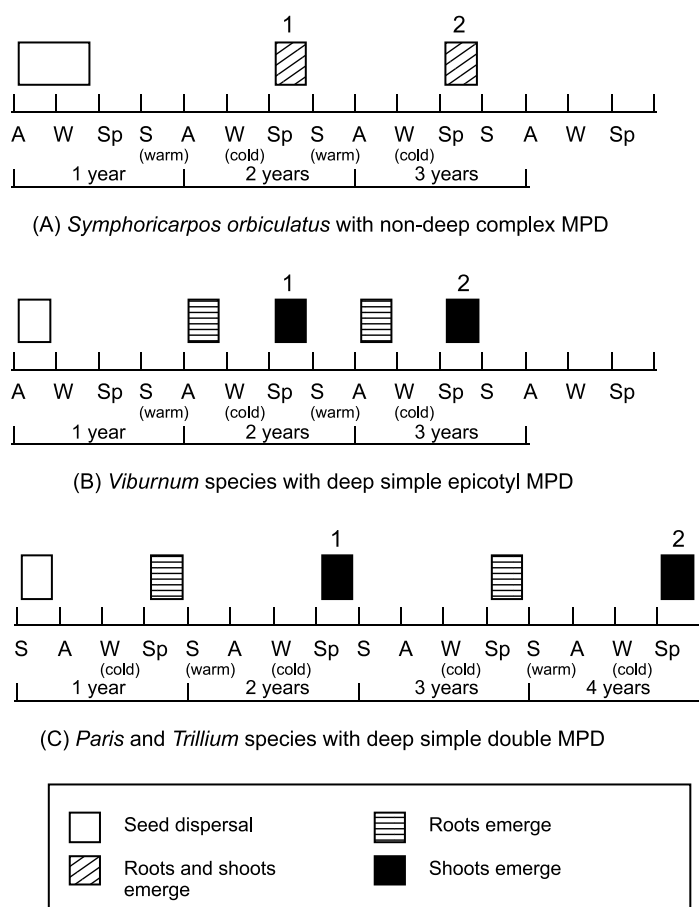 1 2
A W Sp S A W Sp S A W Sp S A W Sp
(warm) (cold) (warm) (cold)
1 year 2 years 3 years
(A) Symphoricarpos orbiculatus with non-deep complex MPD
1 2
A W Sp S A W Sp S A W Sp S A W Sp
(warm) (cold) (warm) (cold)
1 year 2 years 3 years
(B) Viburnum species with deep simple epicotyl MPD
1 2
S A W Sp S A W Sp S A W Sp S A W Sp
(cold) (warm) (cold) (cold) (warm) (cold)
1 year 2 years 3 years 4 years
(C) Paris and Trillium species with deep simple double MPD
Seed dispersal Roots emerge
Roots and shoots Shoots emerge
emerge